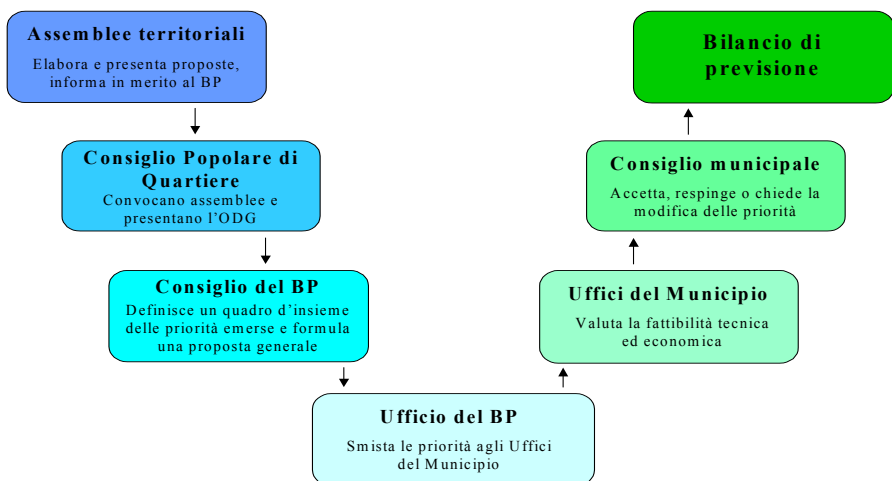 Assemblee territoriali
Elabora e presenta proposte,
informa in merito al BP
Consiglio Popolare di
Quartiere
Convocano assemblee e
presentano l'ODG
Consiglio del BP
Definisce un quadro d'insieme
delle priorità emerse e formula
una proposta generale
Ufficio del BP
Smista le priorità agli Uffici
del Municipio
Uffici del Municipio
Valuta la fattibilità tecnica
ed economica
Consiglio municipale
Accetta, respinge o chiede la
modifica delle priorità
Bilancio di
previsione